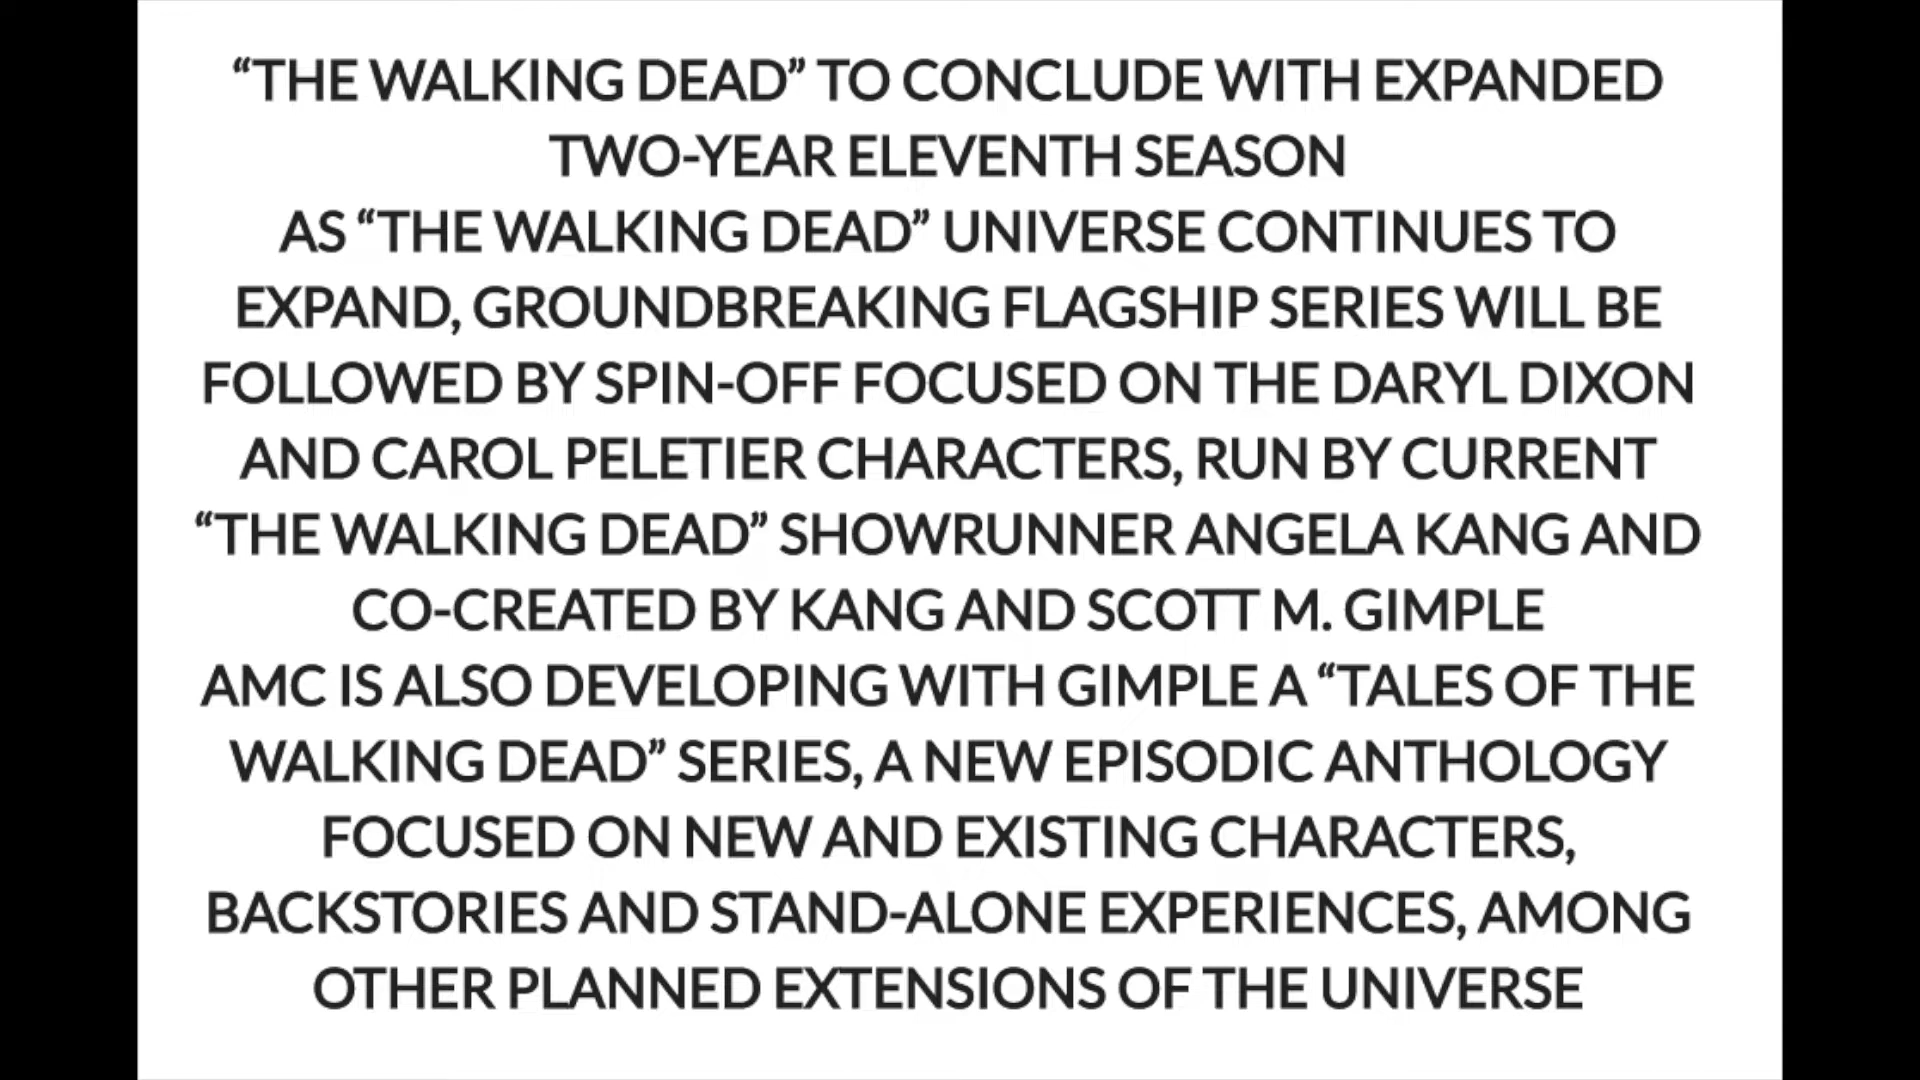 “THE WALKING DEAD” TO CONCLUDE WITH EXPANDED
TWO-YEAR ELEVENTH SEASON
AS “THE WALKING DEAD” UNIVERSE CONTINUES TO
EXPAND, GROUNDBREAKING FLAGSHIP SERIES WILL BE
FOLLOWED BY SPIN-OFF FOCUSED ON THE DARYL DIXON
AND CAROL PELETIER CHARACTERS, RUN BY CURRENT
“THE WALKING DEAD” SHOWRUNNER ANGELA KANG AND
CO-CREATED BY KANG AND SCOTT M. GIMPLE
AMC IS ALSO DEVELOPING WITH GIMPLE A “TALES OF THE
WALKING DEAD” SERIES, A NEW EPISODIC ANTHOLOGY
FOCUSED ON NEW AND EXISTING CHARACTERS,
BACKSTORIES AND STAND-ALONE EXPERIENCES, AMONG
OTHER PLANNED EXTENSIONS OF THE UNIVERSE